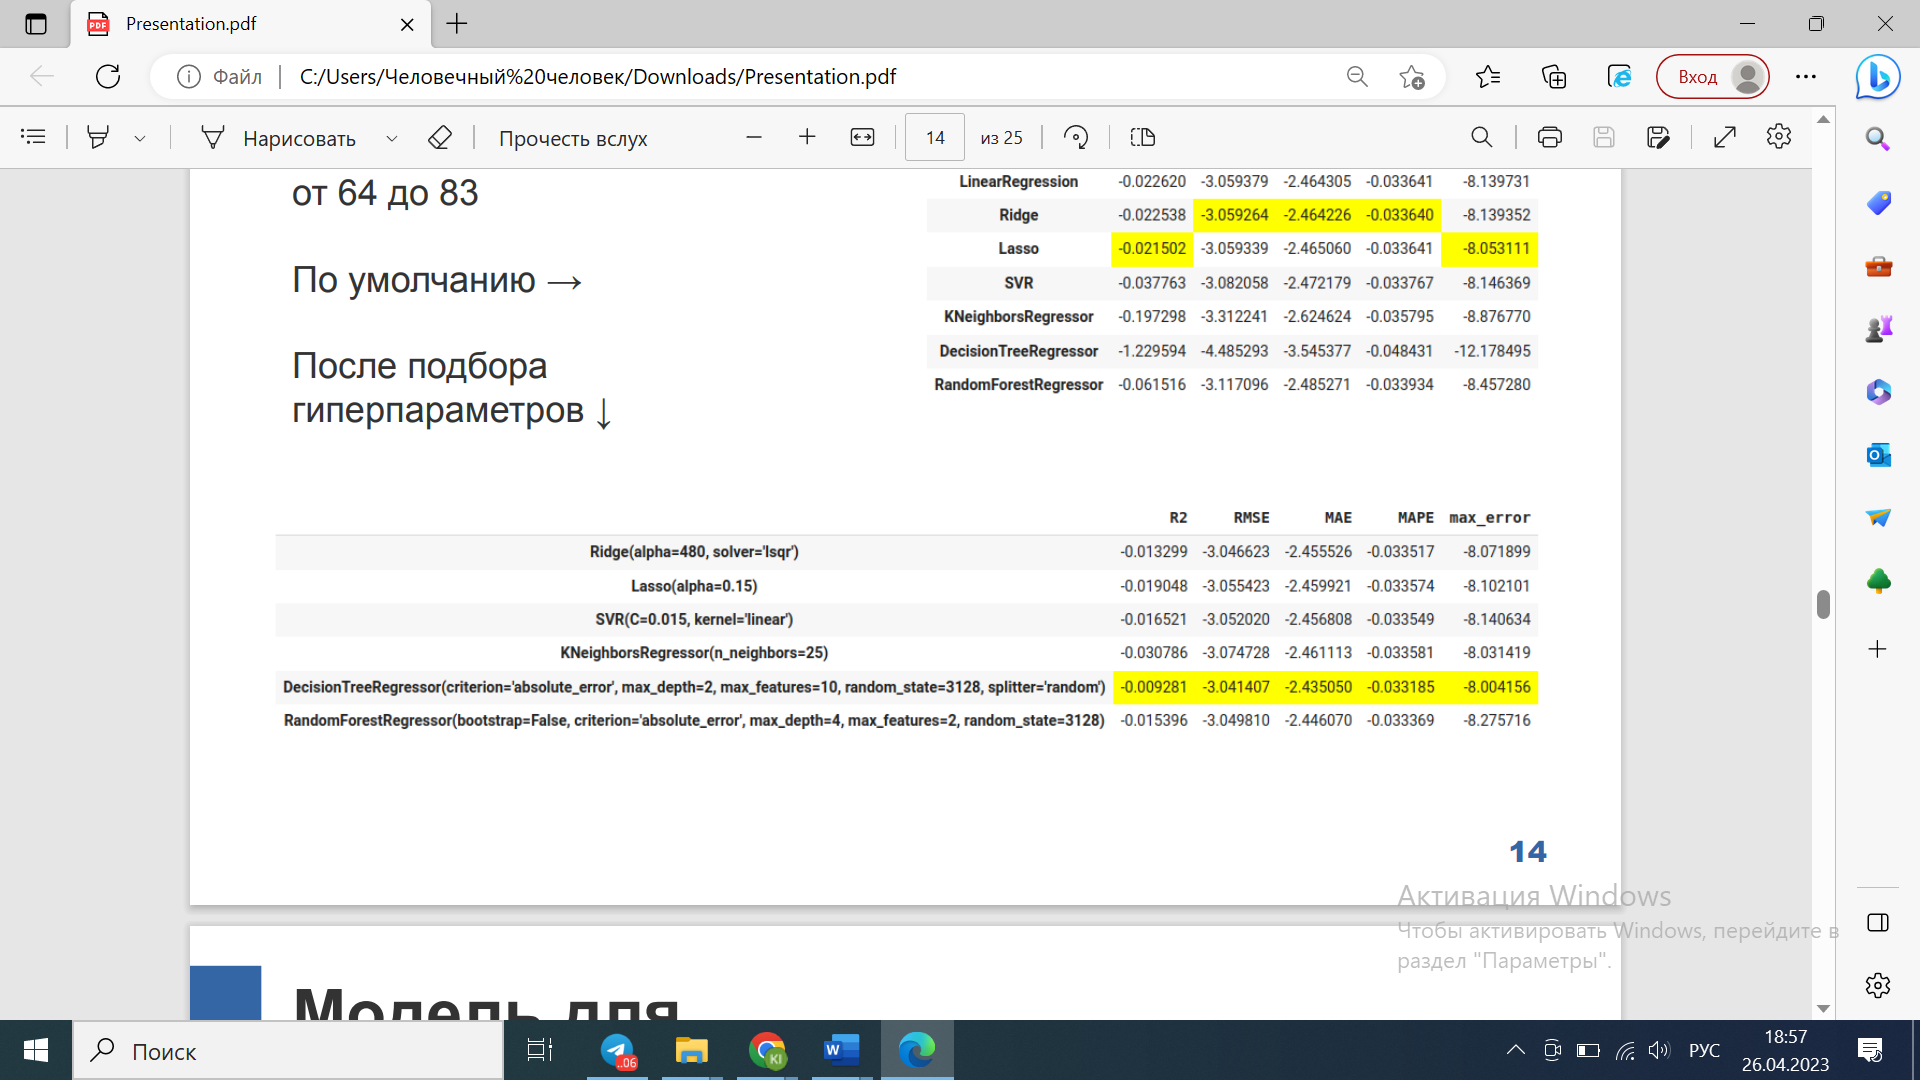 Presentation.pdf
Файл
C:/Users/Человечный%20человек/Downloads/Presentation.pdf
Вход
Нарисовать
Прочесть вслух
14
из 25
от 64 до 83
По умолчанию →
После подбора
гиперпараметров ↓
LinearRegression -0.022620 -3.059379 -2.464305 -0.033641 -8.139731
Ridge -0.022538 -3.059264 -2.464226 -0.033640 -8.139352
Lasso -0.021502 -3.059339 -2.465060 -0.033641 -8.053111
SVR -0.037763 -3.082058 -2.472179 -0.033767 -8.146369
KNeighborsRegressor -0.197298 -3.312241 -2.624624 -0.035795 -8.876770
DecisionTreeRegressor -1.229594 -4.485293 -3.545377 -0.048431 -12.178495
RandomForestRegressor -0.061516 -3.117096 -2.485271 -0.033934 -8.457280
R2 RMSE MAE MAPE max_error
Ridge(alpha=480, solver='lsqr') -0.013299 -3.046623 -2.455526 -0.033517 -8.071899
Lasso(alpha=0.15) -0.019048 -3.055423 -2.459921 -0.033574 -8.102101
SVR(C=0.015, kernel='linear') -0.016521 -3.052020 -2.456808 -0.033549 -8.140634
KNeighborsRegressor(n_neighbors=25) -0.030786 -3.074728 -2.461113 -0.033581 -8.031419
DecisionTreeRegressor(criterion='absolute_error', max_depth=2, max_features=10, random_state=3128, splitter='random') -0.009281 -3.041407 -2.435050 -0.033185 -8.004156
RandomForestRegressor(bootstrap=False, criterion='absolute_error', max_depth=4, max_features=2, random_state=3128) -0.015396 -3.049810 -2.446070 -0.033369 -8.275716
14
Активация Windows
Чтобы активировать Windows, перейдите в
раздел "Параметры".
Модель для
Поиск
..06
KI
РУС
18:57
26.04.2023